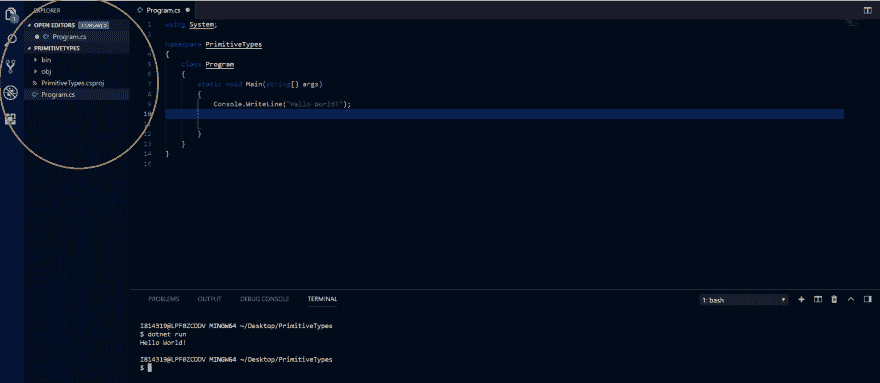 EXPLORER
OPEN EDITORS 1 UNSAVED
Program.cs
PRIMITIVETYPES
bin
obj
PrimitiveTypes.csproj
Program.cs
Program.cs
1 using System;
2
3 namespace PrimitiveTypes
4 {
5 class Program
6 {
7 static void Main(string[] args)
8 {
9 Console.WriteLine("Hello World!");
10
11
12 }
13 }
14 }
15
PROBLEMS OUTPUT DEBUG CONSOLE TERMINAL 1: bash
I814319@LPF0ZCDDV MINGW64 ~/Desktop/PrimitiveTypes
$ dotnet run
Hello World!
I814319@LPF0ZCDDV MINGW64 ~/Desktop/PrimitiveTypes
$